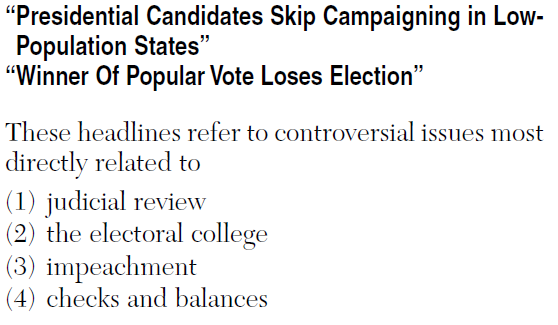 “Presidential Candidates Skip Campaigning in Low-
Population States”
“Winner Of Popular Vote Loses Election”
These headlines refer to controversial issues most
directly related to
(1) judicial review
(2) the electoral college
(3) impeachment
(4) checks and balances